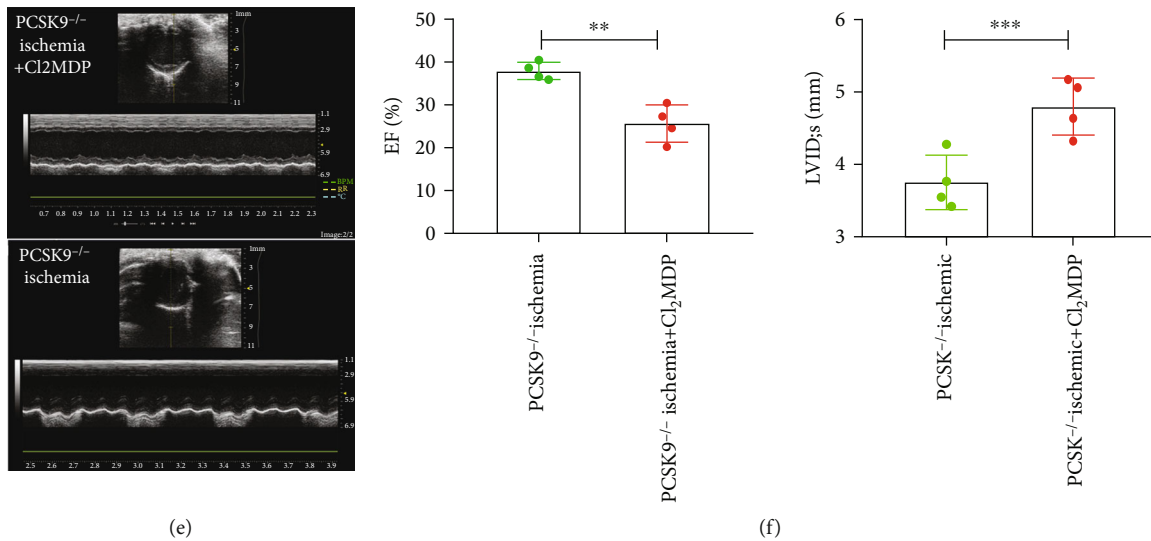 PCSK9⁻/⁻
ischemia
+Cl2MDP
Imm
3
5
7
9
11
1.1
2.9
5.9
6.9
BPM
RR
°C
0.7 0.8 0.9 1.0 1.1 1.2 1.3 1.4 1.5 1.6 1.7 1.8 1.9 2.0 2.1 2.2 2.3
Image:2/2
PCSK9⁻/⁻
ischemia
Imm
3
5
7
9
11
1.1
2.9
5.9
6.9
2.5 2.6 2.7 2.8 2.9 3.0 3.1 3.2 3.3 3.4 3.5 3.6 3.7 3.8 3.9
(e)
**
EF (%)
50
40
30
20
10
0
PCSK9⁻/⁻ischemia
PCSK9⁻/⁻ ischemia+Cl₂MDP
***
LVID;s (mm)
6
5
4
3
PCSK⁻/⁻ischemic
PCSK⁻/⁻ischemic+Cl₂MDP
(f)